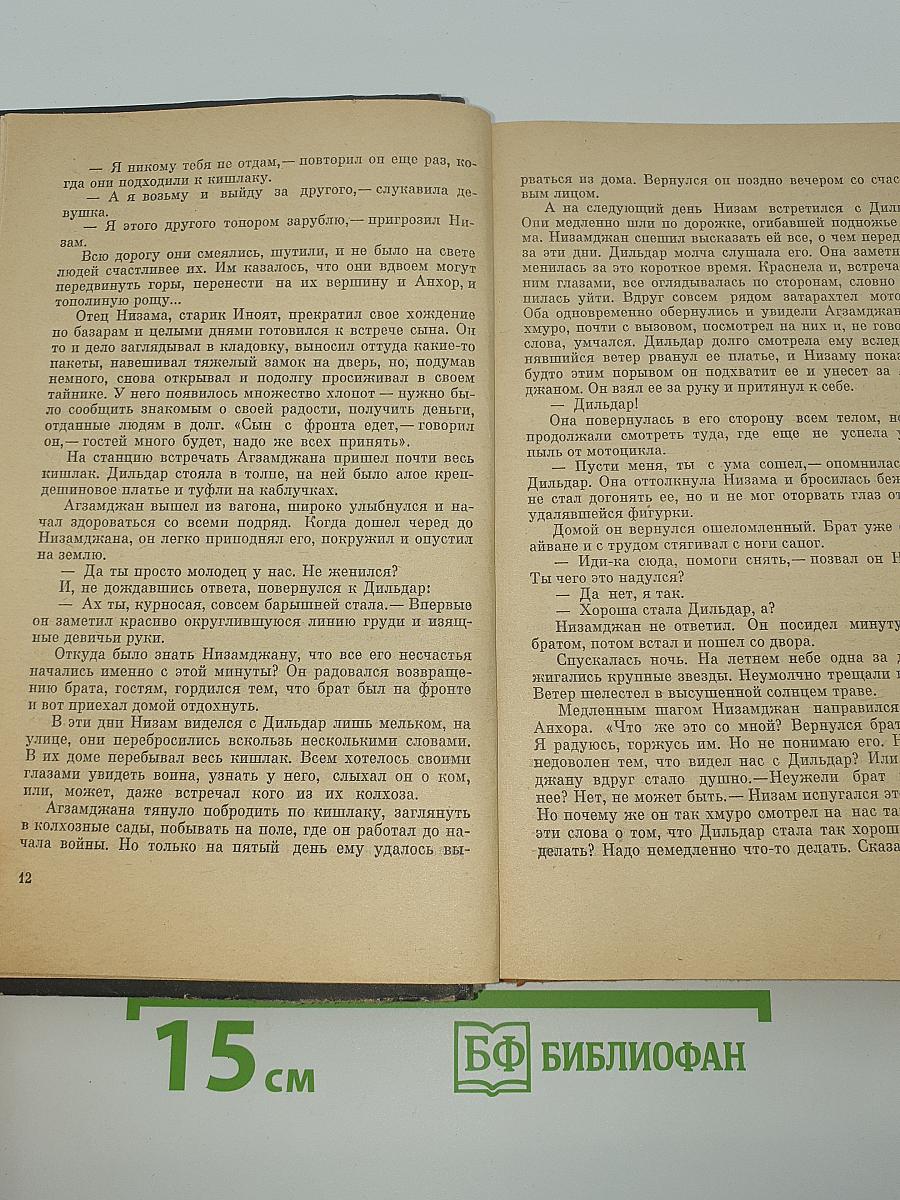 — Я никому тебя не отдам,— повторил он еще раз, ко-
гда они подходили к кишлаку.
— А я возьму и выйду за другого,— слукавила де-
вушка.
— Я этого другого топором зарублю,— пригрозил Ни-
зам.
Всю дорогу они смеялись, шутили, и не было на свете
людей счастливее их. Им казалось, что они вдвоем могут
передвинуть горы, перенести на их вершину и Анхор, и
тополиную рощу...
Отец Низама, старик Иноят, прекратил свое хождение
по базарам и целыми днями готовился к встрече сына. Он
то и дело заглядывал в кладовку, выносил оттуда какие-то
пакеты, навешивал тяжелый замок на дверь, но, подумав
немного, снова открывал и подолгу просиживал в своем
тайнике. У него появилось множество хлопот — нужно бы-
ло сообщить знакомым о своей радости, получить деньги,
отданные людям в долг. «Сын с фронта едет,— говорил
он,— гостей много будет, надо же всех принять».
На станцию встречать Агзамджана пришел почти весь
кишлак. Дильдар стояла в толпе, на ней было алое креп-
дешиновое платье и туфли на каблучках.
Агзамджан вышел из вагона, широко улыбнулся и на-
чал здороваться со всеми подряд. Когда дошел черед до
Низамджана, он легко приподнял его, покружил и опустил
на землю.
— Да ты просто молодец у нас. Не женился?
И, не дождавшись ответа, повернулся к Дильдар:
— Ах ты, курносая, совсем барышней стала.— Впервые
он заметил красиво округлившуюся линию груди и изящ-
ные девичьи руки.
Откуда было знать Низамджану, что все его несчастья
начались именно с этой минуты? Он радовался возвраще-
нию брата, гостям, гордился тем, что брат был на фронте
и вот приехал домой отдохнуть.
В эти дни Низам виделся с Дильдар лишь мельком, на
улице, они перебросились вскользь несколькими словами.
В их доме перебывал весь кишлак. Всем хотелось своими
глазами увидеть воина, узнать у него, слыхал он о ком,
или, может, даже встречал кого из их колхоза.
Агзамджана тянуло побродить по кишлаку, заглянуть
в колхозные сады, побывать на поле, где он работал до на-
чала войны. Но только на пятый день ему удалось вы-
12
рваться из дома. Вернулся он поздно вечером со счас
вым лицом.
А на следующий день Низам встретился с Диль
Они медленно шли по дорожке, огибавшей подножье
ма. Низамджан спешил высказать ей все, о чем перед
за эти дни. Дильдар молча слушала его. Она заметн
менилась за это короткое время. Краснела и, встреча
ним глазами, все оглядывалась по сторонам, словно
пилась уйти. Вдруг совсем рядом затарахтел мото
Оба одновременно обернулись и увидели Агзамджан
хмуро, почти с вызовом, посмотрел на них и, не гово
слова, умчался. Дильдар долго смотрела ему вслед
нявшийся ветер рванул ее платье, и Низаму показ
будто этим порывом он подхватит ее и унесет за
джаном. Он взял ее за руку и притянул к себе.
— Дильдар!
Она повернулась в его сторону всем телом, но
продолжали смотреть туда, где еще не успела у
пыль от мотоцикла.
— Пусти меня, ты с ума сошел,— опомнилас
Дильдар. Она оттолкнула Низама и бросилась беж
не стал догонять ее, но и не мог оторвать глаз от
удалявшейся фигурки.
Домой он вернулся ошеломленный. Брат уже
айване и с трудом стягивал с ноги сапог.
— Иди-ка сюда, помоги снять,— позвал он Н
Ты чего это надулся?
— Да нет, я так.
— Хороша стала Дильдар, а?
Низамджан не ответил. Он посидел минуту
братом, потом встал и пошел со двора.
Спускалась ночь. На летнем небе одна за д
жигались крупные звезды. Неумолчно трещали
Ветер шелестел в высушенной солнцем траве.
Медленным шагом Низамджан направился
Анхора. «Что же это со мной? Вернулся брат
Я радуюсь, горжусь им. Но не понимаю его. Н
недоволен тем, что видел нас с Дильдар? Или
джану вдруг стало душно.—Неужели брат
нее? Нет, не может быть.— Низам испугался эт
Но почему же он так хмуро смотрел на нас та
эти слова о том, что Дильдар стала так хорош
делать? Надо немедленно что-то делать. Сказа
15 см
БФ БИБЛИОФАН